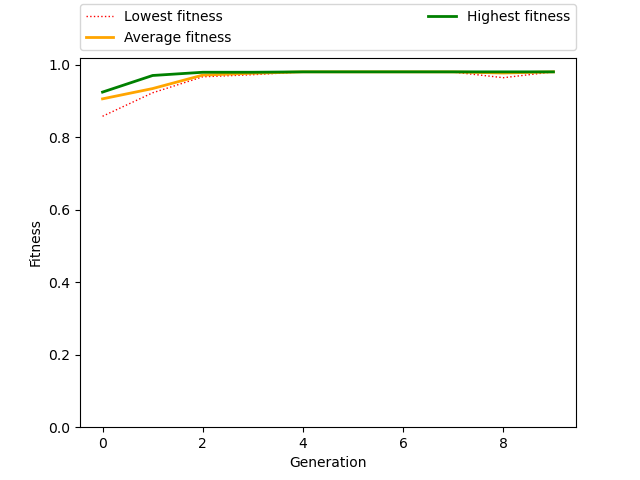 Lowest fitness
Average fitness
Highest fitness
1.0
0.8
0.6
0.4
0.2
0.0
Fitness
0 2 4 6 8
Generation